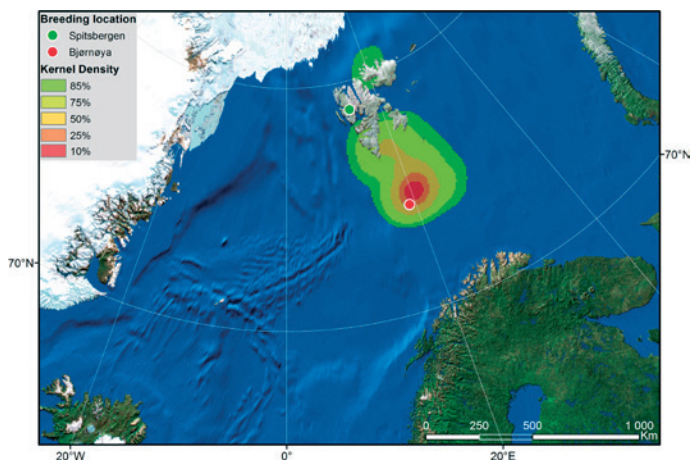 Breeding location
Spitsbergen
Bjørnøya
Kernel Density
85%
75%
50%
25%
10%
70°N
70°N
0 250 500 1 000
Km
20°W
0°
20°E